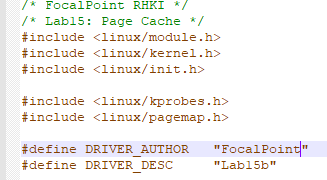 /* FocalPoint RHKI */
/* Lab15: Page Cache */
#include <linux/module.h>
#include <linux/kernel.h>
#include <linux/init.h>
#include <linux/kprobes.h>
#include <linux/pagemap.h>
#define DRIVER_AUTHOR "FocalPoint"
#define DRIVER_DESC "Lab15b"